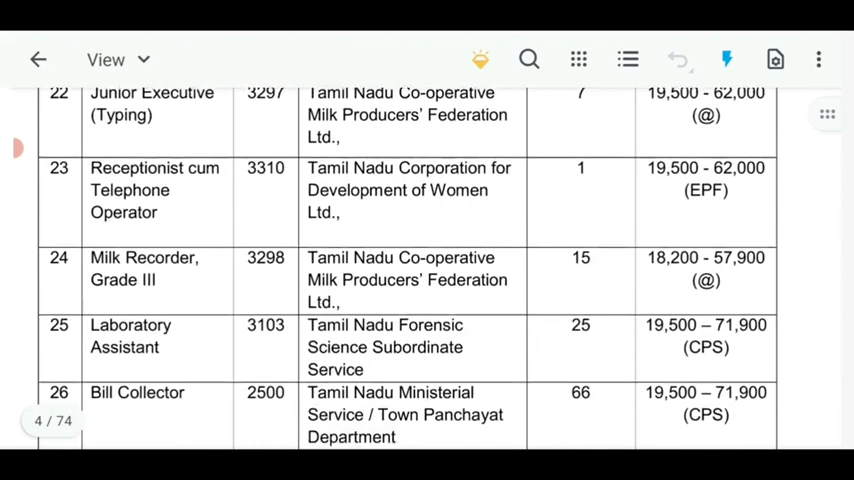 View
22 Junior Executive 3297 Tamil Nadu Co-operative 7 19,500 - 62,000
(Typing) Milk Producers’ Federation (@)
Ltd.,
23 Receptionist cum 3310 Tamil Nadu Corporation for 1 19,500 - 62,000
Telephone Development of Women (EPF)
Operator Ltd.,
24 Milk Recorder, 3298 Tamil Nadu Co-operative 15 18,200 - 57,900
Grade III Milk Producers’ Federation (@)
Ltd.,
25 Laboratory 3103 Tamil Nadu Forensic 25 19,500 – 71,900
Assistant Science Subordinate (CPS)
Service
26 Bill Collector 2500 Tamil Nadu Ministerial 66 19,500 – 71,900
Service / Town Panchayat (CPS)
Department
4 / 74